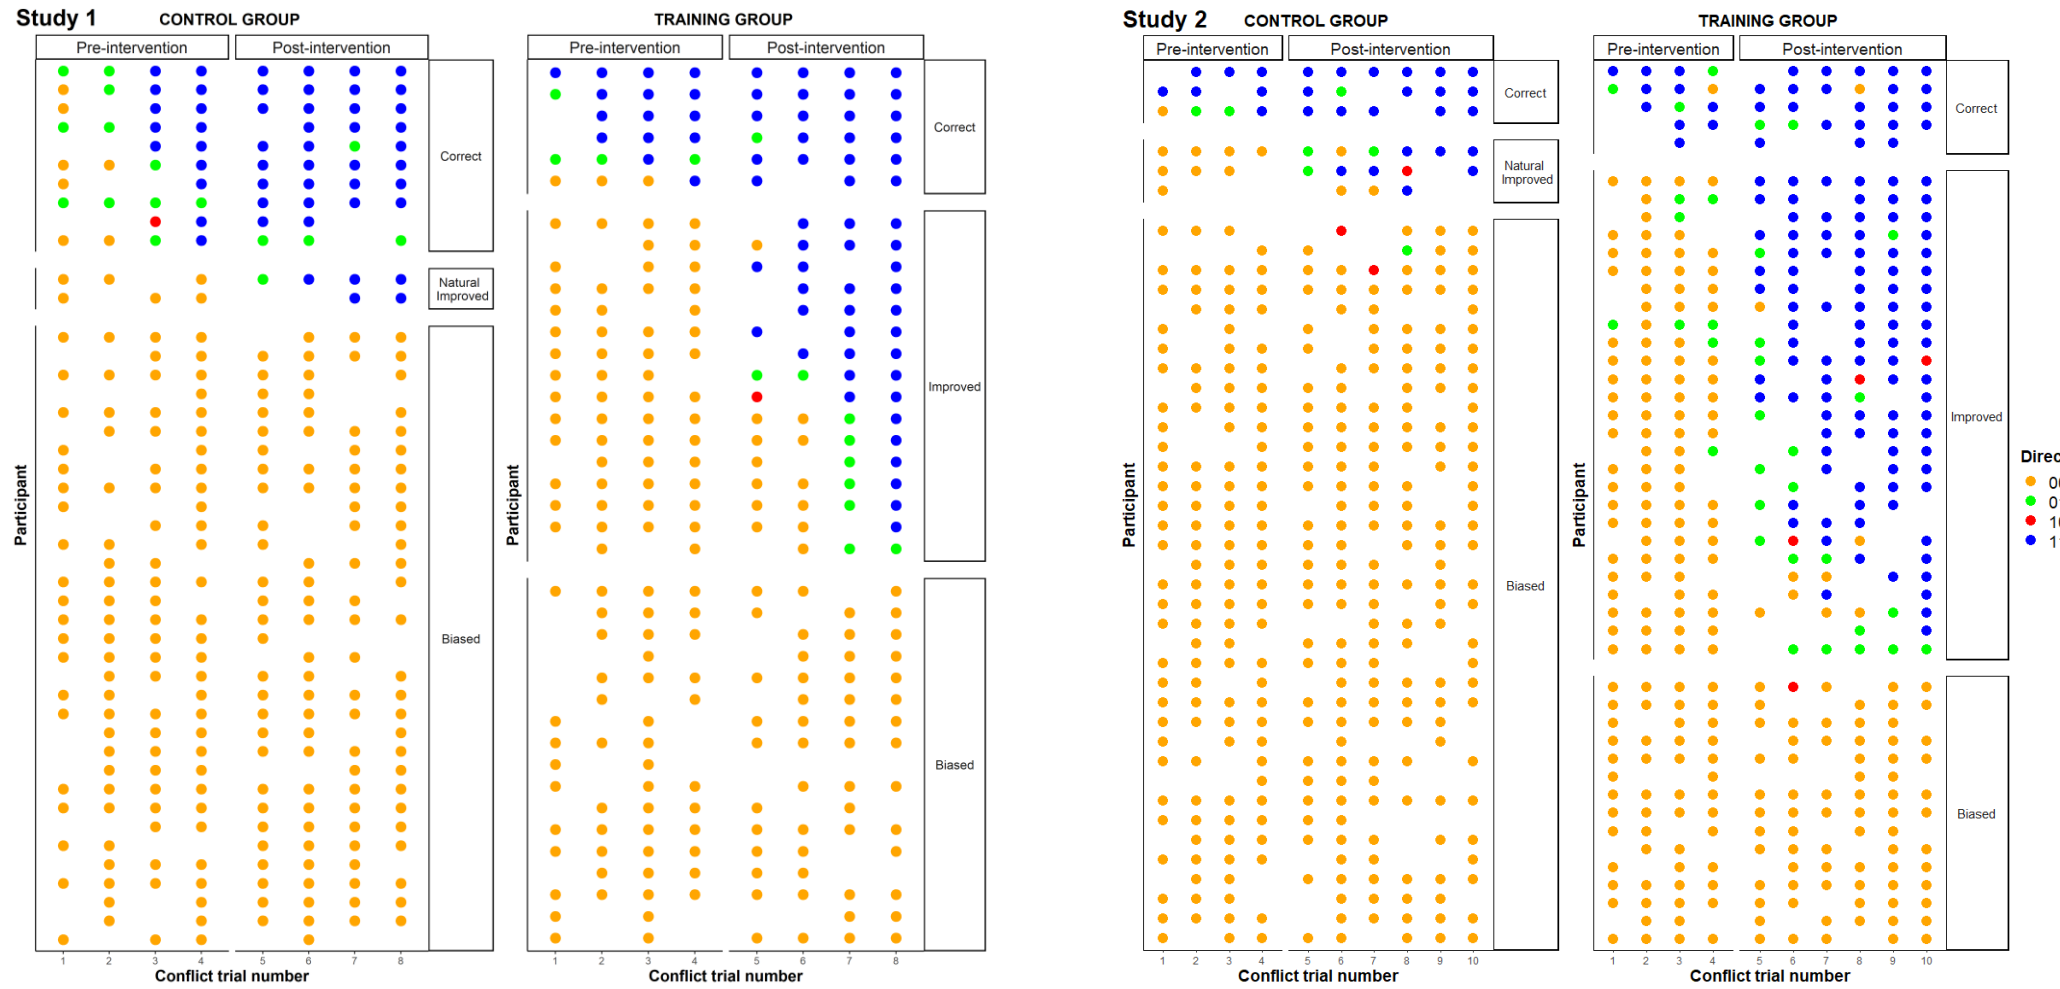 Study 1
CONTROL GROUP
TRAINING GROUP
Pre-intervention
Post-intervention
Pre-intervention
Post-intervention
Correct
Natural
Improved
Biased
Correct
Improved
Biased
Participant
Participant
1 2 3 4 5 6 7 8
1 2 3 4 5 6 7 8
Conflict trial number
Conflict trial number
Study 2
CONTROL GROUP
TRAINING GROUP
Pre-intervention
Post-intervention
Pre-intervention
Post-intervention
Correct
Natural
Improved
Biased
Correct
Improved
Biased
Participant
Participant
1 2 3 4 5 6 7 8 9 10
1 2 3 4 5 6 7 8 9 10
Conflict trial number
Conflict trial number
Direc